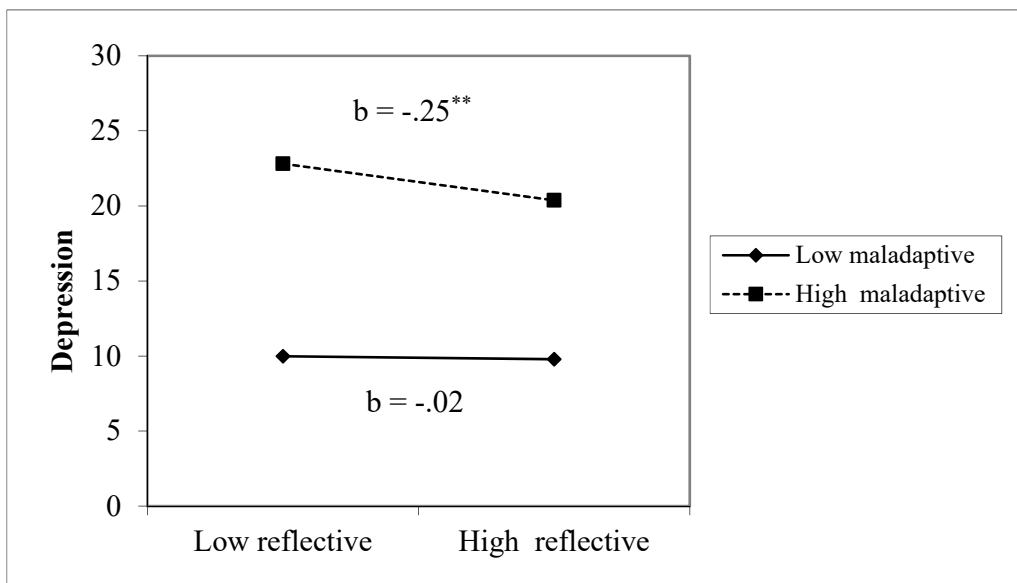 30
25
20
15
10
5
0
Depression
b = -.25**
b = -.02
Low reflective
High  reflective
Low maladaptive
High  maladaptive